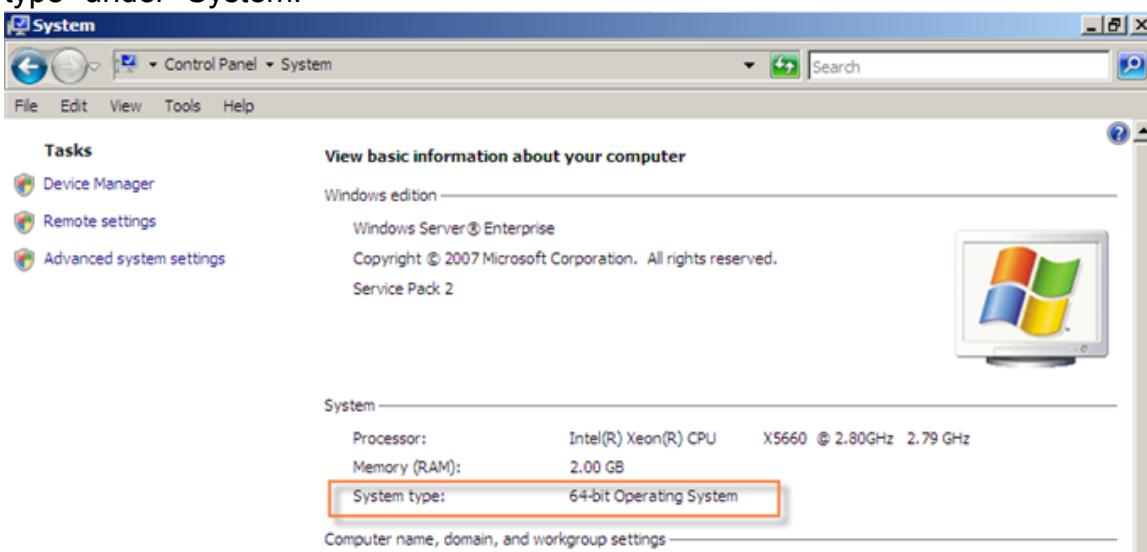 type under System.
System
Control Panel System
Search
File Edit View Tools Help
Tasks
Device Manager
Remote settings
Advanced system settings
View basic information about your computer
Windows edition
Windows Server® Enterprise
Copyright © 2007 Microsoft Corporation. All rights reserved.
Service Pack 2
System
Processor: Intel(R) Xeon(R) CPU X5660 @ 2.80GHz 2.79 GHz
Memory (RAM): 2.00 GB
System type: 64-bit Operating System
Computer name, domain, and workgroup settings